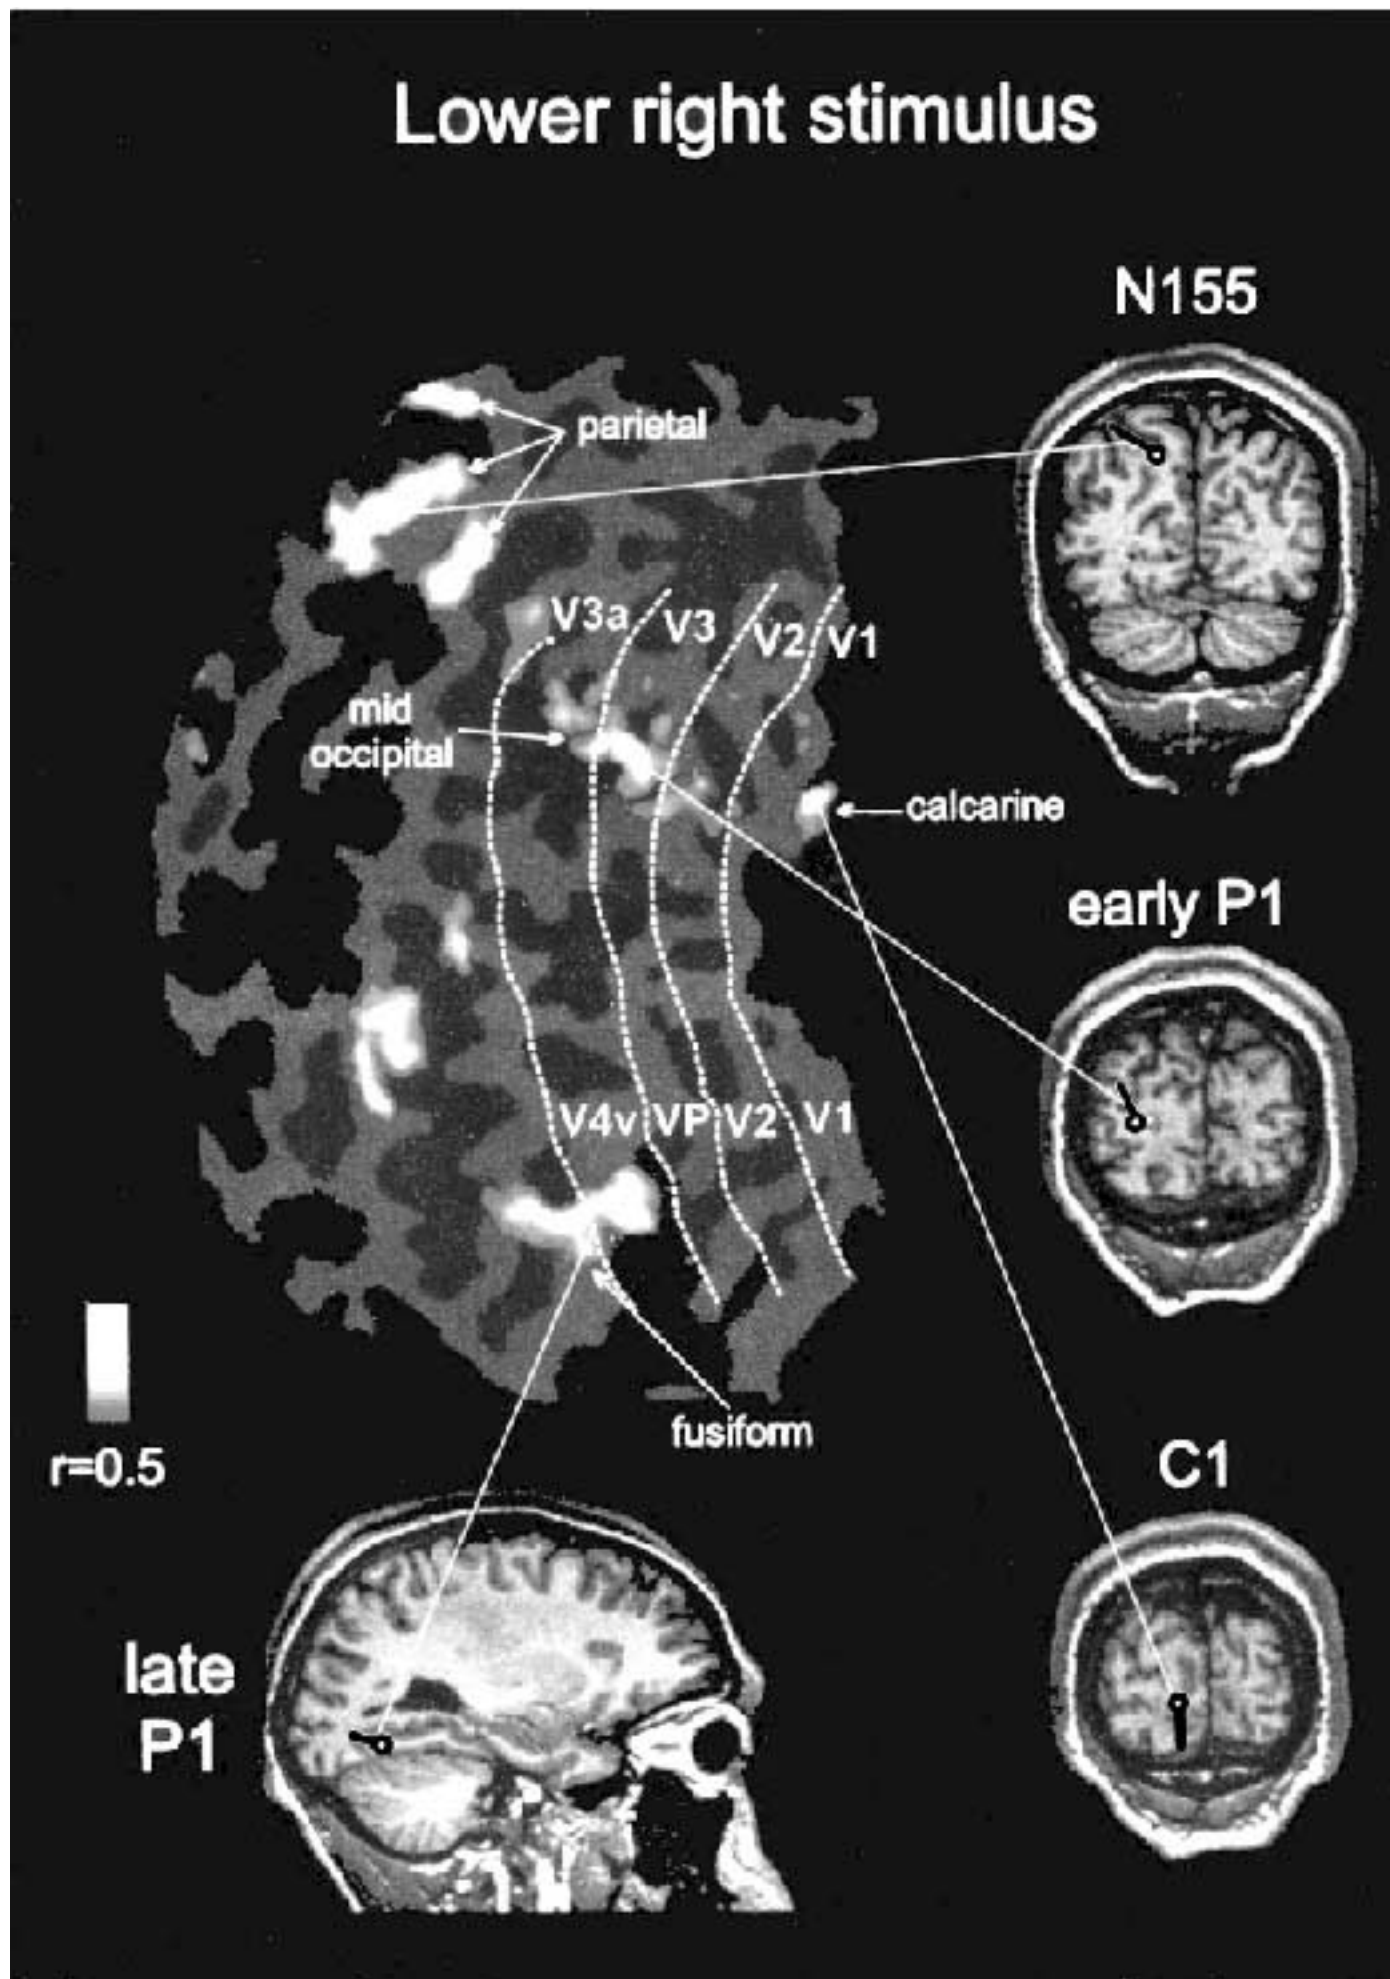 Lower right stimulus
N155
parietal
V3a
V3
V2
V1
mid
occipital
calcarine
early P1
V4v
VP
V2
V1
fusiform
r=0.5
C1
late
P1